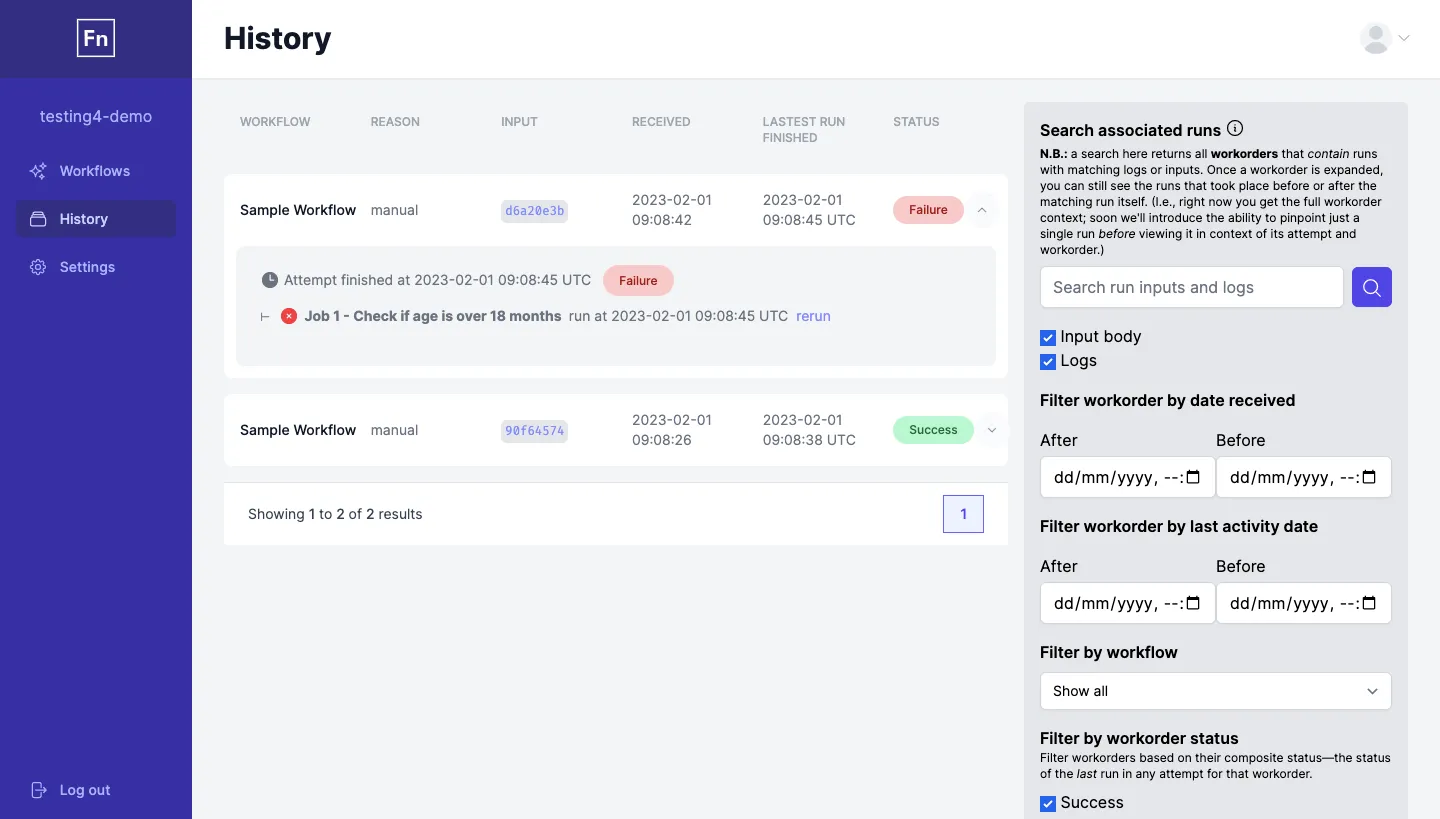 Fn
History
testing4-demo
Workflows
History
Settings
Log out
WORKFLOW REASON INPUT RECEIVED LASTEST RUN FINISHED STATUS
Sample Workflow manual d6a20e3b 2023-02-01 09:08:42 2023-02-01 09:08:45 UTC Failure
Attempt finished at 2023-02-01 09:08:45 UTC Failure
Job 1 - Check if age is over 18 months run at 2023-02-01 09:08:45 UTC rerun
Sample Workflow manual 90f64574 2023-02-01 09:08:26 2023-02-01 09:08:38 UTC Success
Showing 1 to 2 of 2 results
1
Search associated runs
N.B.: a search here returns all workorders that contain runs
with matching logs or inputs. Once a workorder is expanded,
you can still see the runs that took place before or after the
matching run itself. (I.e., right now you get the full workorder
context; soon we'll introduce the ability to pinpoint just a
single run before viewing it in context of its attempt and
workorder.)
Search run inputs and logs
Input body
Logs
Filter workorder by date received
After Before
dd/mm/yyyy, --: dd/mm/yyyy, --:
Filter workorder by last activity date
After Before
dd/mm/yyyy, --: dd/mm/yyyy, --:
Filter by workflow
Show all
Filter by workorder status
Filter workorders based on their composite status—the status
of the last run in any attempt for that workorder.
Success